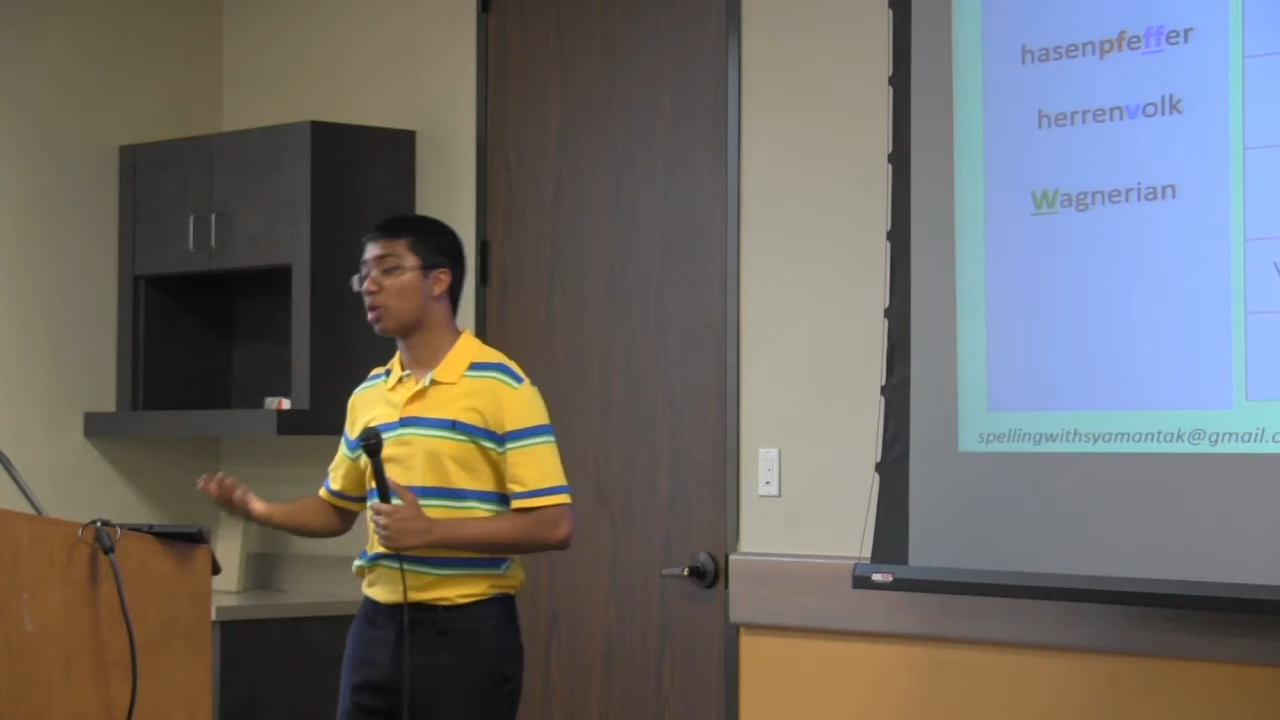 hasenpfeffer
herrenvolk
Wagnerian
spellingwithsyamantak@gmail.c